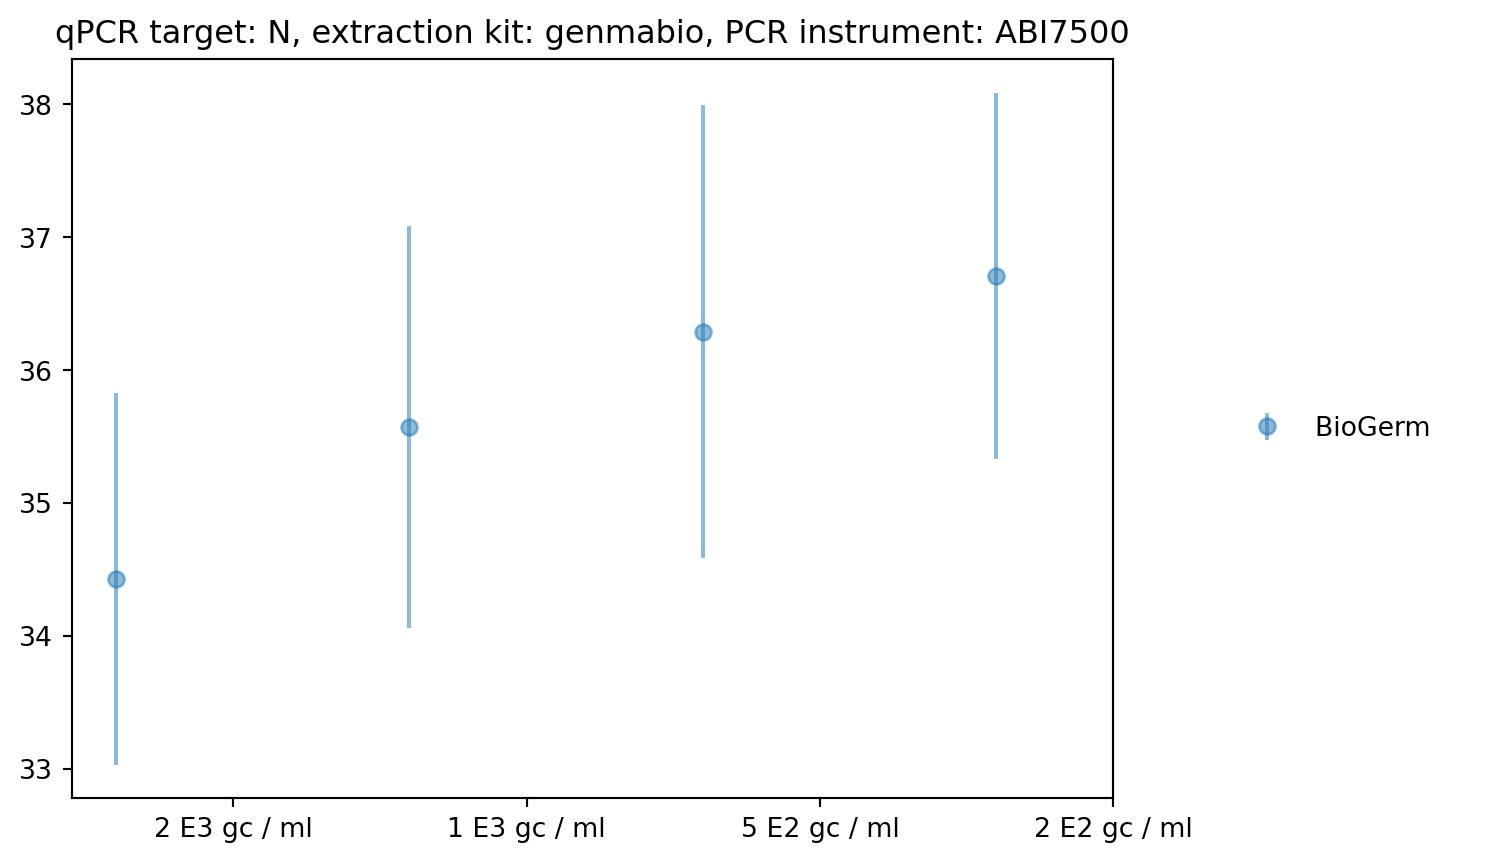 qPCR target: N, extraction kit: genmabio, PCR instrument: ABI7500
38
37
36
35
34
33
2 E3 gc / ml
1 E3 gc / ml
5 E2 gc / ml
2 E2 gc / ml
BioGerm